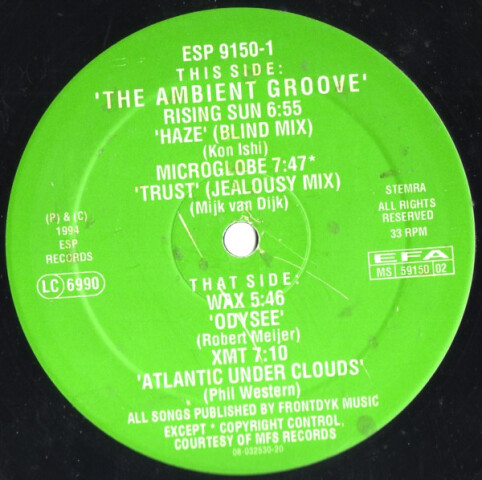 ESP 9150-1
THIS SIDE:
'THE AMBIENT GROOVE'
RISING SUN 6:55
'HAZE' (BLIND MIX)
(Kon Ishi)
MICROGLOBE 7:47*
'TRUST' (JEALOUSY MIX)
(Mijk van Dijk)
(P) & (C)
1994
ESP
RECORDS
LC 6990
STEMRA
ALL RIGHTS
RESERVED
33 RPM
EFA
MS 59150 02
THAT SIDE:
WAX 5:46
'ODYSEE'
(Robert Meijer)
XMT 7:10
'ATLANTIC UNDER CLOUDS'
(Phil Western)
ALL SONGS PUBLISHED BY FRONTDYK MUSIC
EXCEPT * COPYRIGHT CONTROL,
COURTESY OF MFS RECORDS